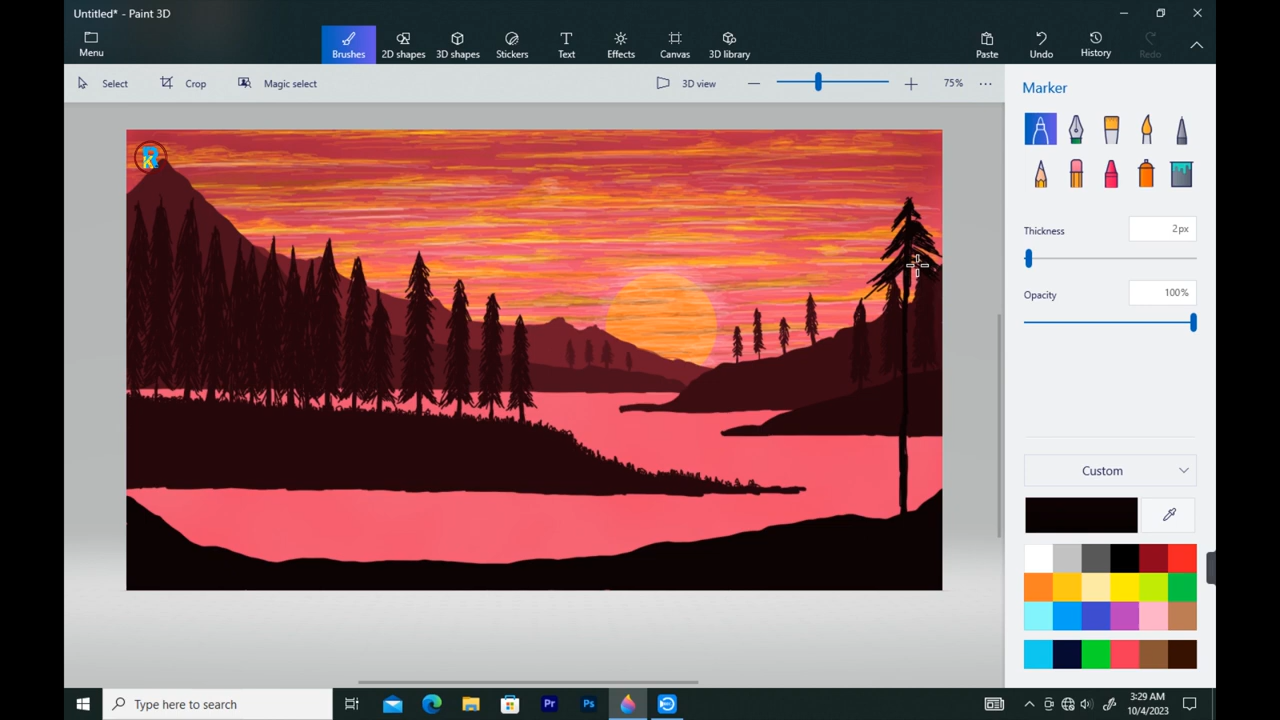 Untitled* - Paint 3D
Menu
Brushes
2D shapes
3D shapes
Stickers
Text
Effects
Canvas
3D library
Paste
Undo
History
Redo
Select
Crop
Magic select
3D view
75%
Marker
Thickness
2px
Opacity
100%
Custom
Type here to search
Pr
Ps
3:29 AM
10/4/2023